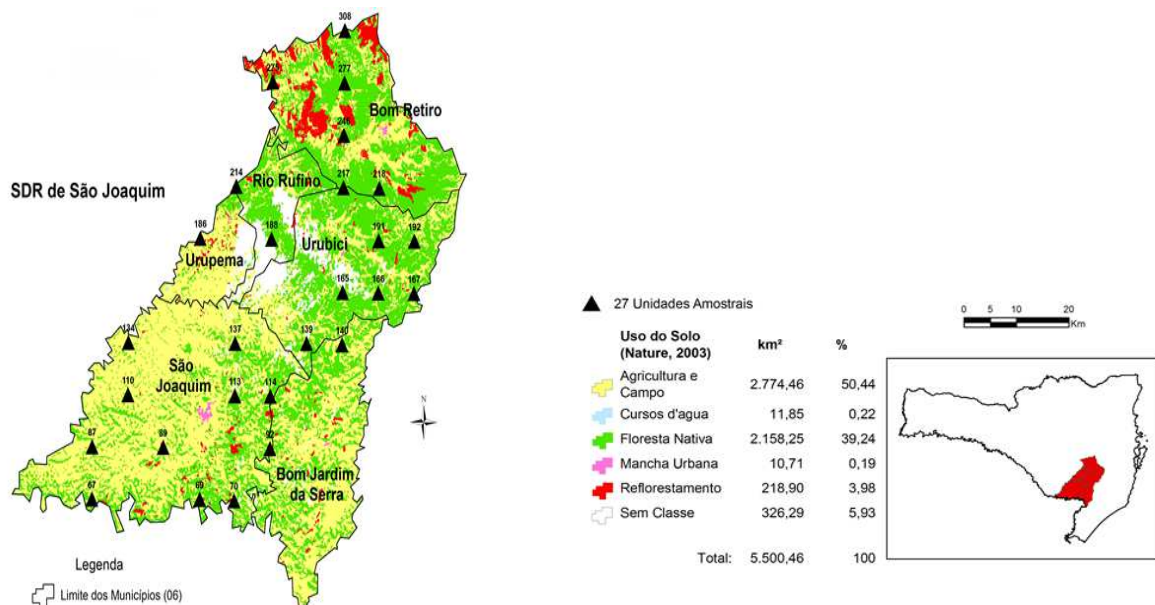 308
275
277
Bom Retiro
246
214
Rio Rufino
217
218
SDR de São Joaquim
186
188
191
192
Urubici
Urupema
165
166
167
134
137
139
140
São
Joaquim
110
113
114
87
89
92
Bom Jardim
da Serra
67
69
70
Legenda
Limite dos Municípios (06)
N
27 Unidades Amostrais
Uso do Solo
(Nature, 2003) km² %
Agricultura e
Campo 2.774,46 50,44
Cursos d'agua 11,85 0,22
Floresta Nativa 2.158,25 39,24
Mancha Urbana 10,71 0,19
Reflorestamento 218,90 3,98
Sem Classe 326,29 5,93
Total: 5.500,46 100
0 5 10 20
Km